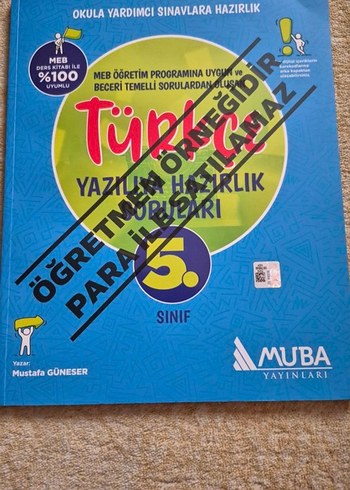 OKULA YARDIMCI SINAVLARA HAZIRLIK
MEB
DERS KİTABI İLE
%100
UYUMLU
MEB ÖĞRETİM PROGRAMINA UYGUN ve
BECERİ TEMELLİ SORULARDAN OLUŞAN
Türkçe
YAZILIYA HAZIRLIK
SORULARI
5.
SINIF
ÖĞRETMEN ÖRNEĞİDİR
PARA İLE SATILAMAZ
Yazar:
Mustafa GÜNESER
MUBA
YAYINLARI